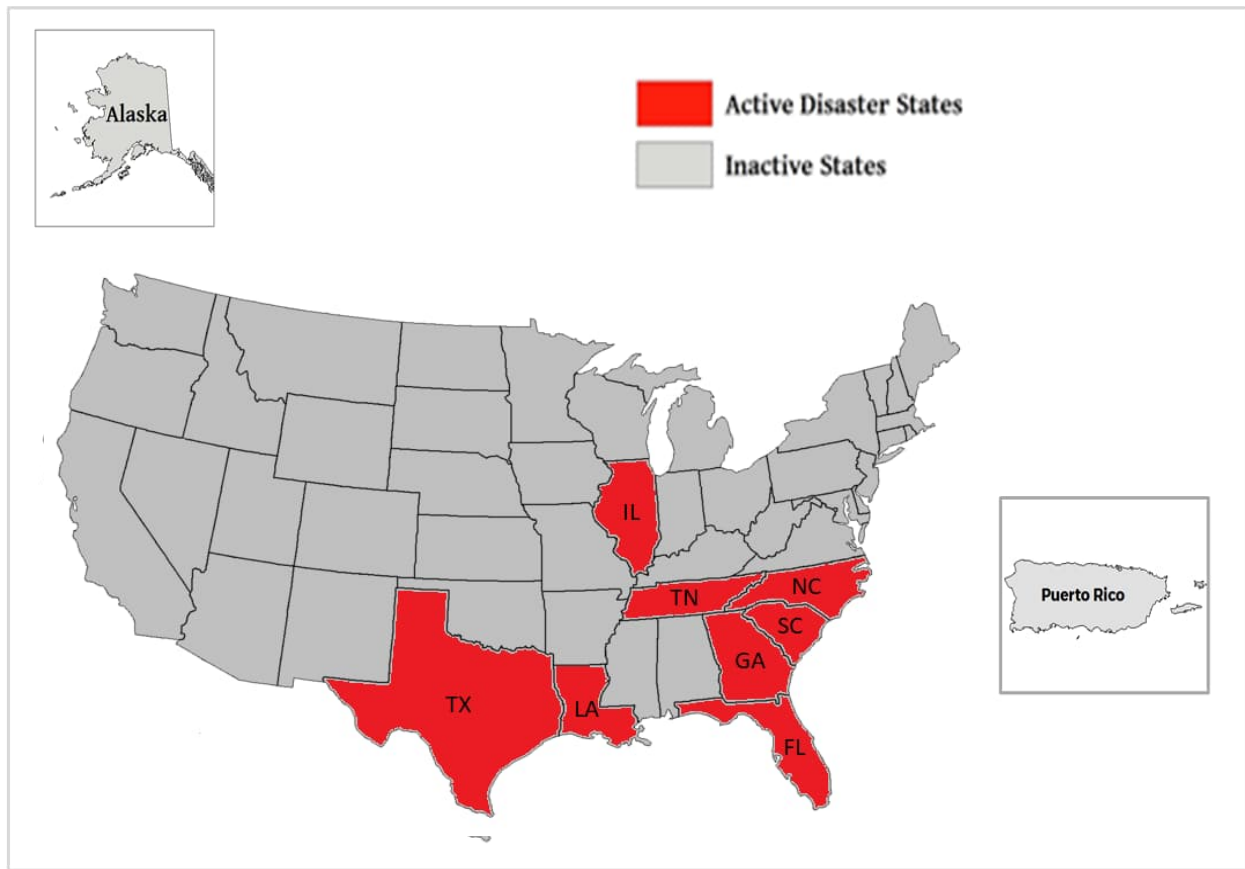 Alaska
Active Disaster States
Inactive States
IL
TN
NC
SC
GA
TX
LA
FL
Puerto Rico